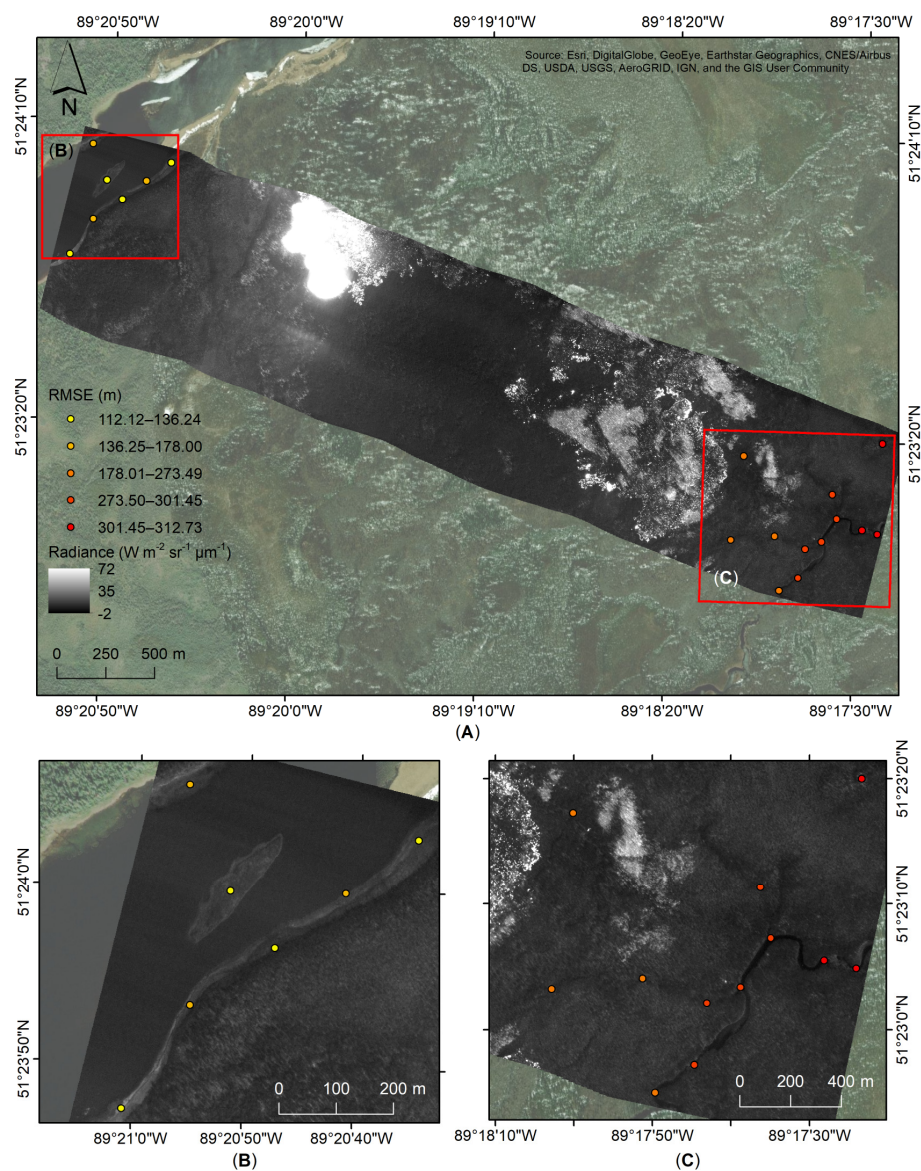 89°20'50"W 89°20'0"W 89°19'10"W 89°18'20"W 89°17'30"W
Source: Esri, DigitalGlobe, GeoEye, Earthstar Geographics, CNES/Airbus
DS, USDA, USGS, AeroGRID, IGN, and the GIS User Community
N
51°24'10"N
51°24'10"N
(B)
51°23'20"N
51°23'20"N
RMSE (m)
112.12–136.24
136.25–178.00
178.01–273.49
273.50–301.45
301.45–312.73
Radiance (W m⁻² sr⁻¹ μm⁻¹)
72
35
-2
(C)
0 250 500 m
89°20'50"W 89°20'0"W 89°19'10"W 89°18'20"W 89°17'30"W
(A)
51°24'0"N
51°23'50"N
0 100 200 m
89°21'0"W 89°20'50"W 89°20'40"W
(B)
51°23'20"N
51°23'10"N
51°23'0"N
0 200 400 m
89°18'10"W 89°17'50"W 89°17'30"W
(C)